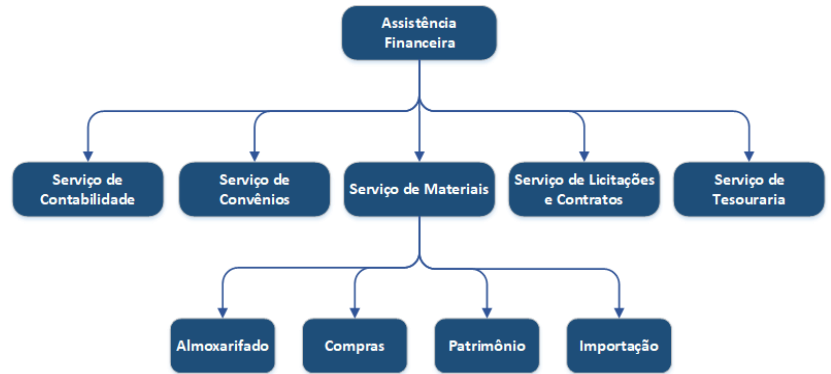 Assistência
Financeira
Serviço de
Contabilidade
Serviço de
Convênios
Serviço de Materiais
Serviço de Licitações
e Contratos
Serviço de
Tesouraria
Almoxarifado
Compras
Patrimônio
Importação